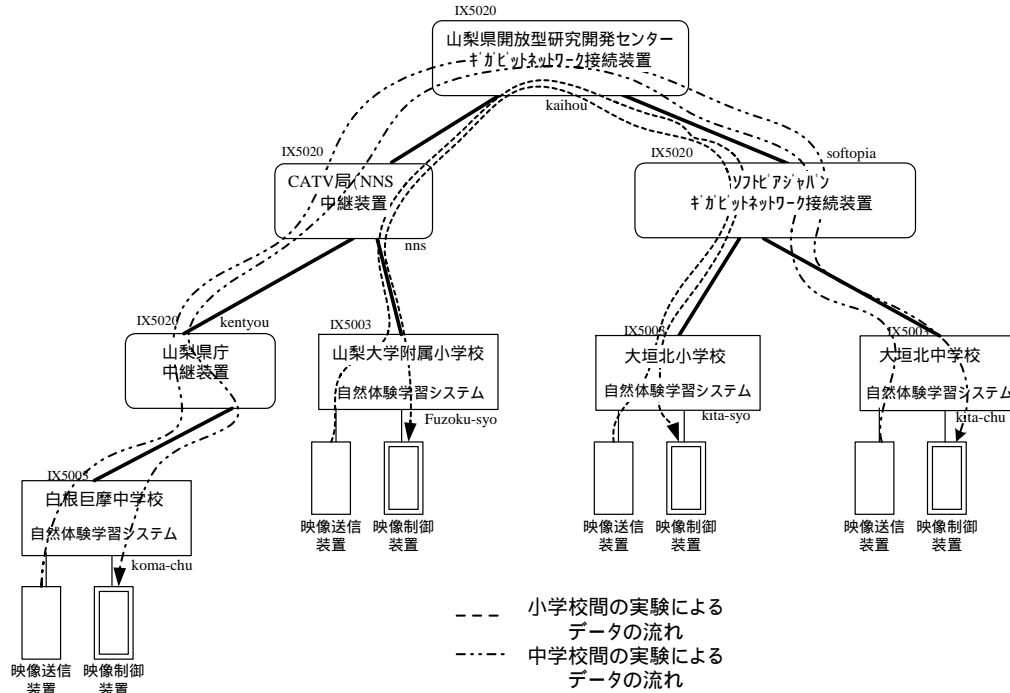 IX5020
山梨県開放型研究開発センター
ｷﾞｶﾞﾋﾞｯﾄﾈｯﾄﾜｰｸ接続装置
kaihou
IX5020
CATV局(NNS
中継装置
nns
softopia
IX5020
ｿﾌﾄﾋﾟｱｼﾞｬﾊﾟﾝ
ｷﾞｶﾞﾋﾞｯﾄﾈｯﾄﾜｰｸ接続装置
IX5020
kentyou
山梨県庁
中継装置
IX5003
山梨大学附属小学校
自然体験学習システム
Fuzoku-syo
映像送信
装置
映像制御
装置
IX5003
大垣北小学校
自然体験学習システム
kita-syo
映像送信
装置
映像制御
装置
IX5003
大垣北中学校
自然体験学習システム
kita-chu
映像送信
装置
映像制御
装置
IX5003
白根巨摩中学校
自然体験学習システム
koma-chu
映像送信
装置
映像制御
装置
小学校間の実験による
データの流れ
中学校間の実験による
データの流れ